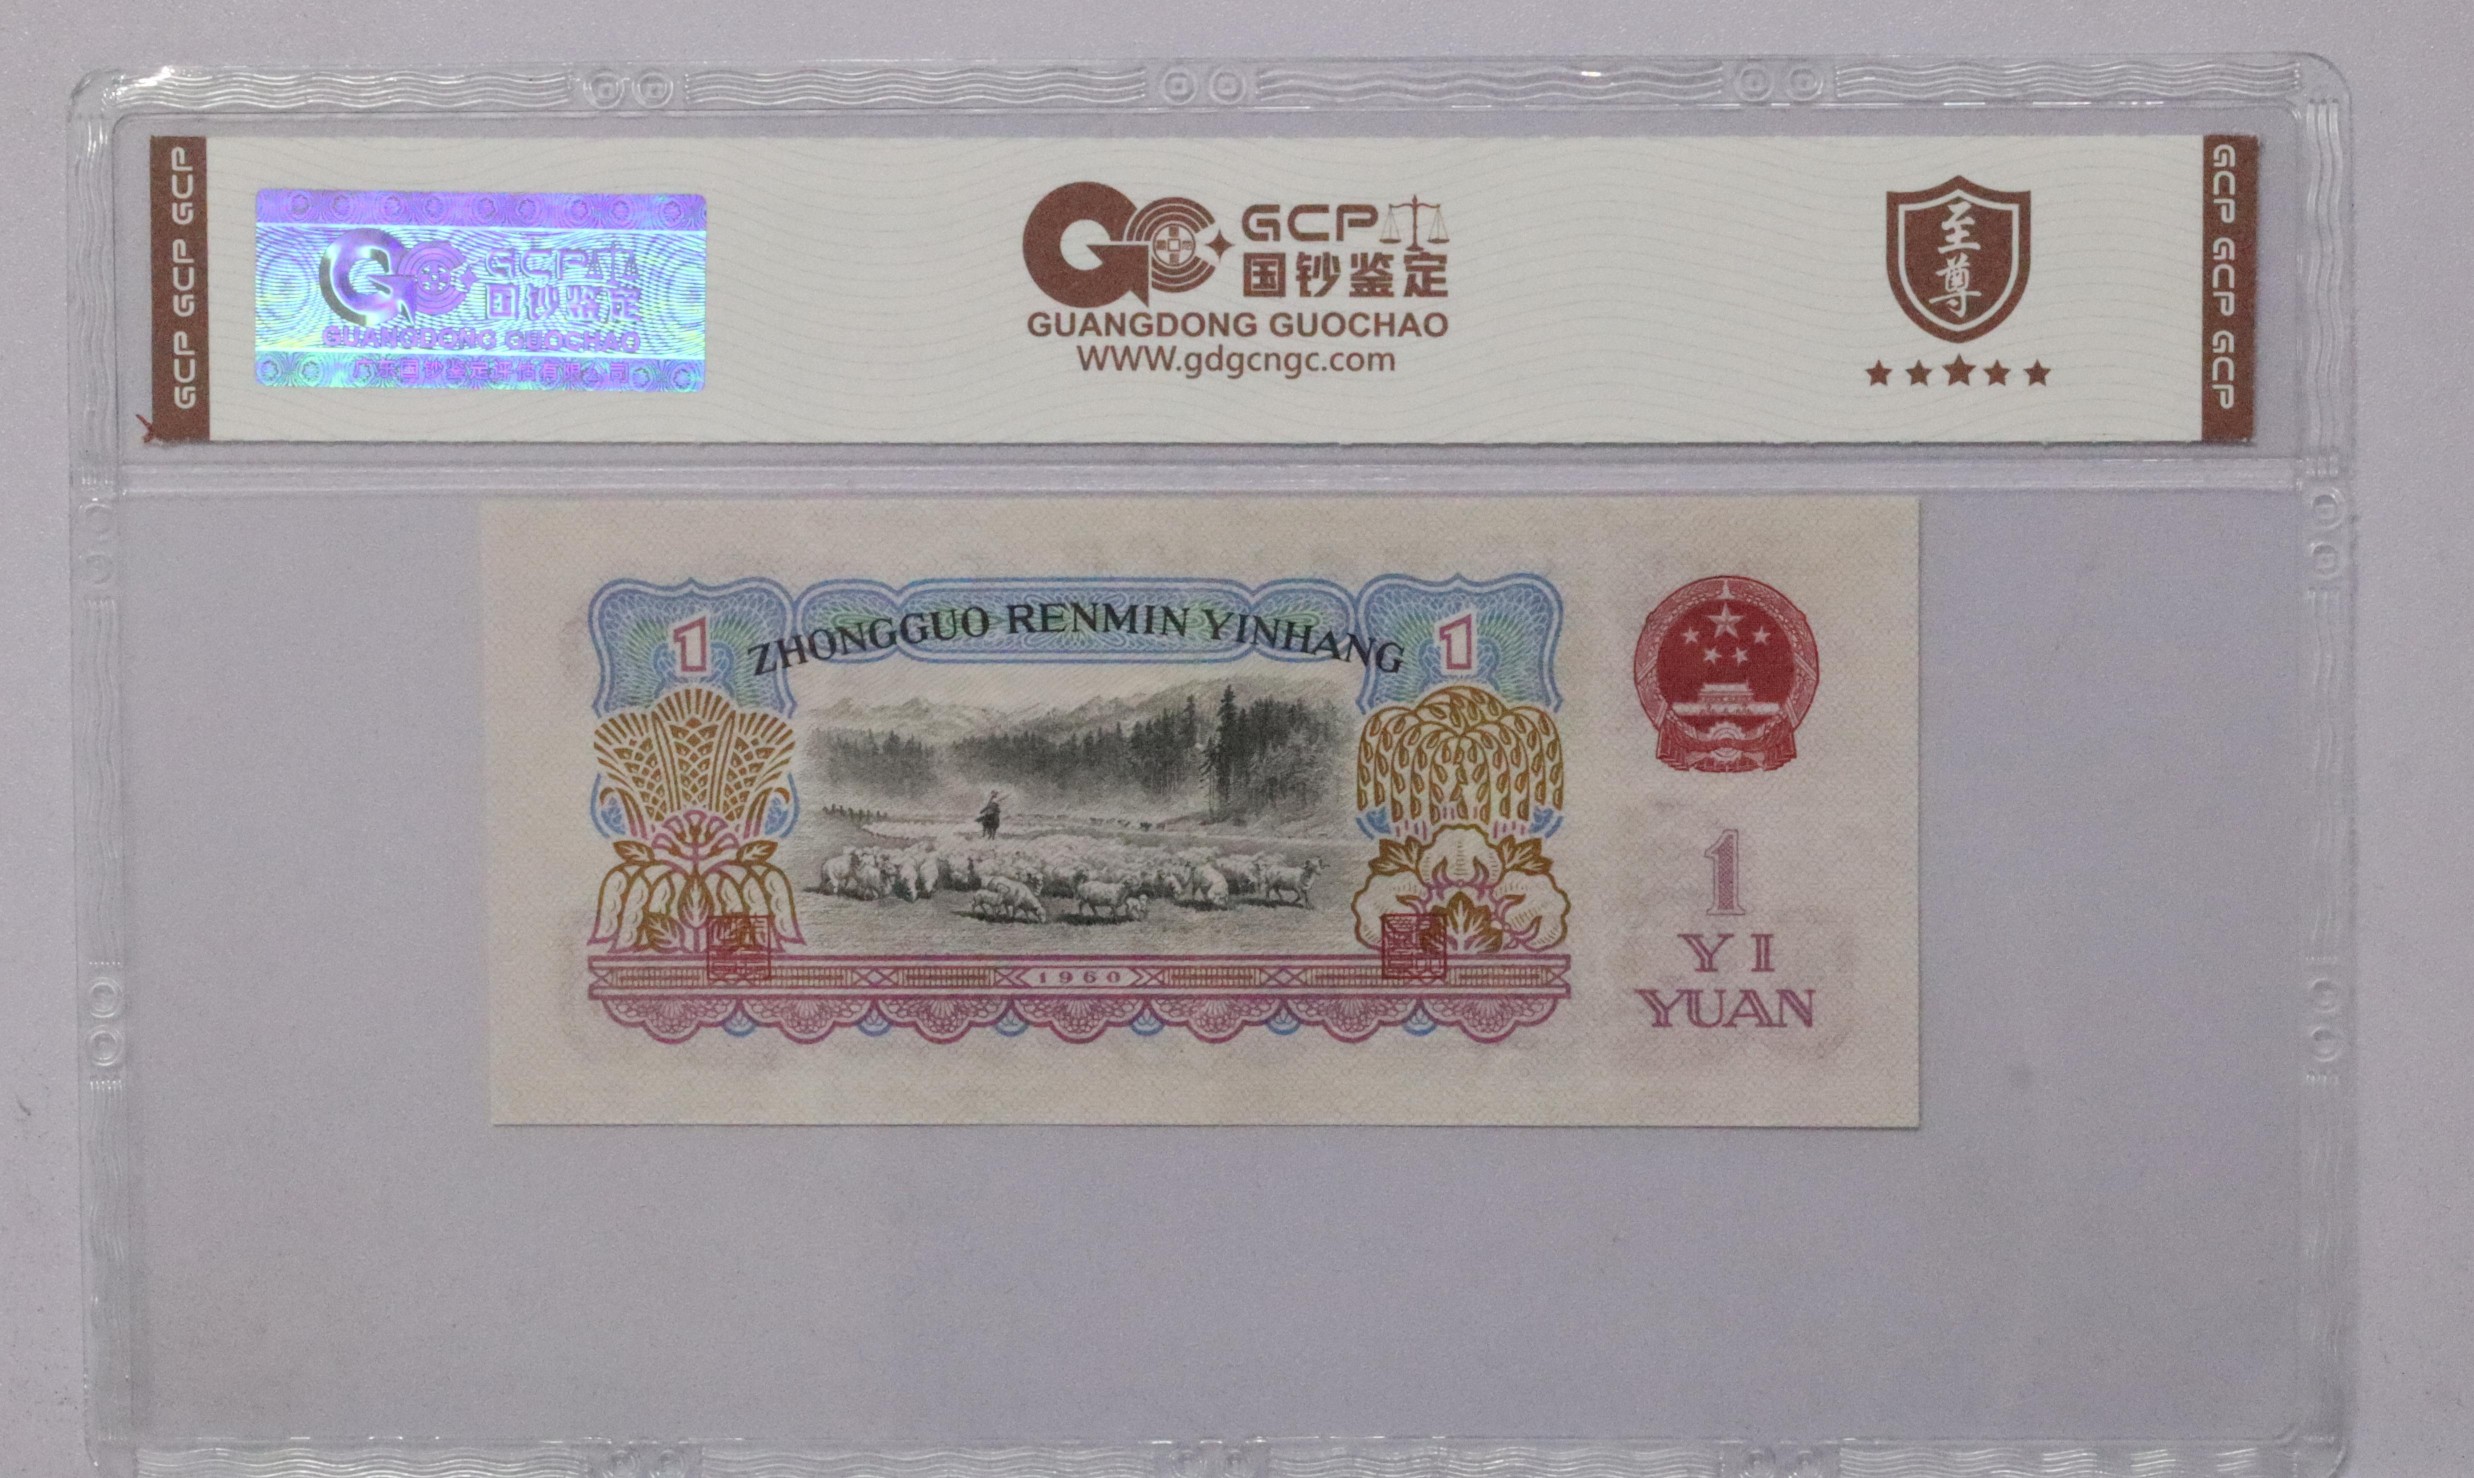 GCP GCP GCP
GCP
国钞鉴定
GUANGDONG GUOCHAO
广东国钞鉴定评估有限公司
GCP
国钞鉴定
GUANGDONG GUOCHAO
WWW.gdgcngc.com
至
尊
GCP GCP GCP
1
ZHONGGUO RENMIN YINHANG
1
1960
1
YI
YUAN